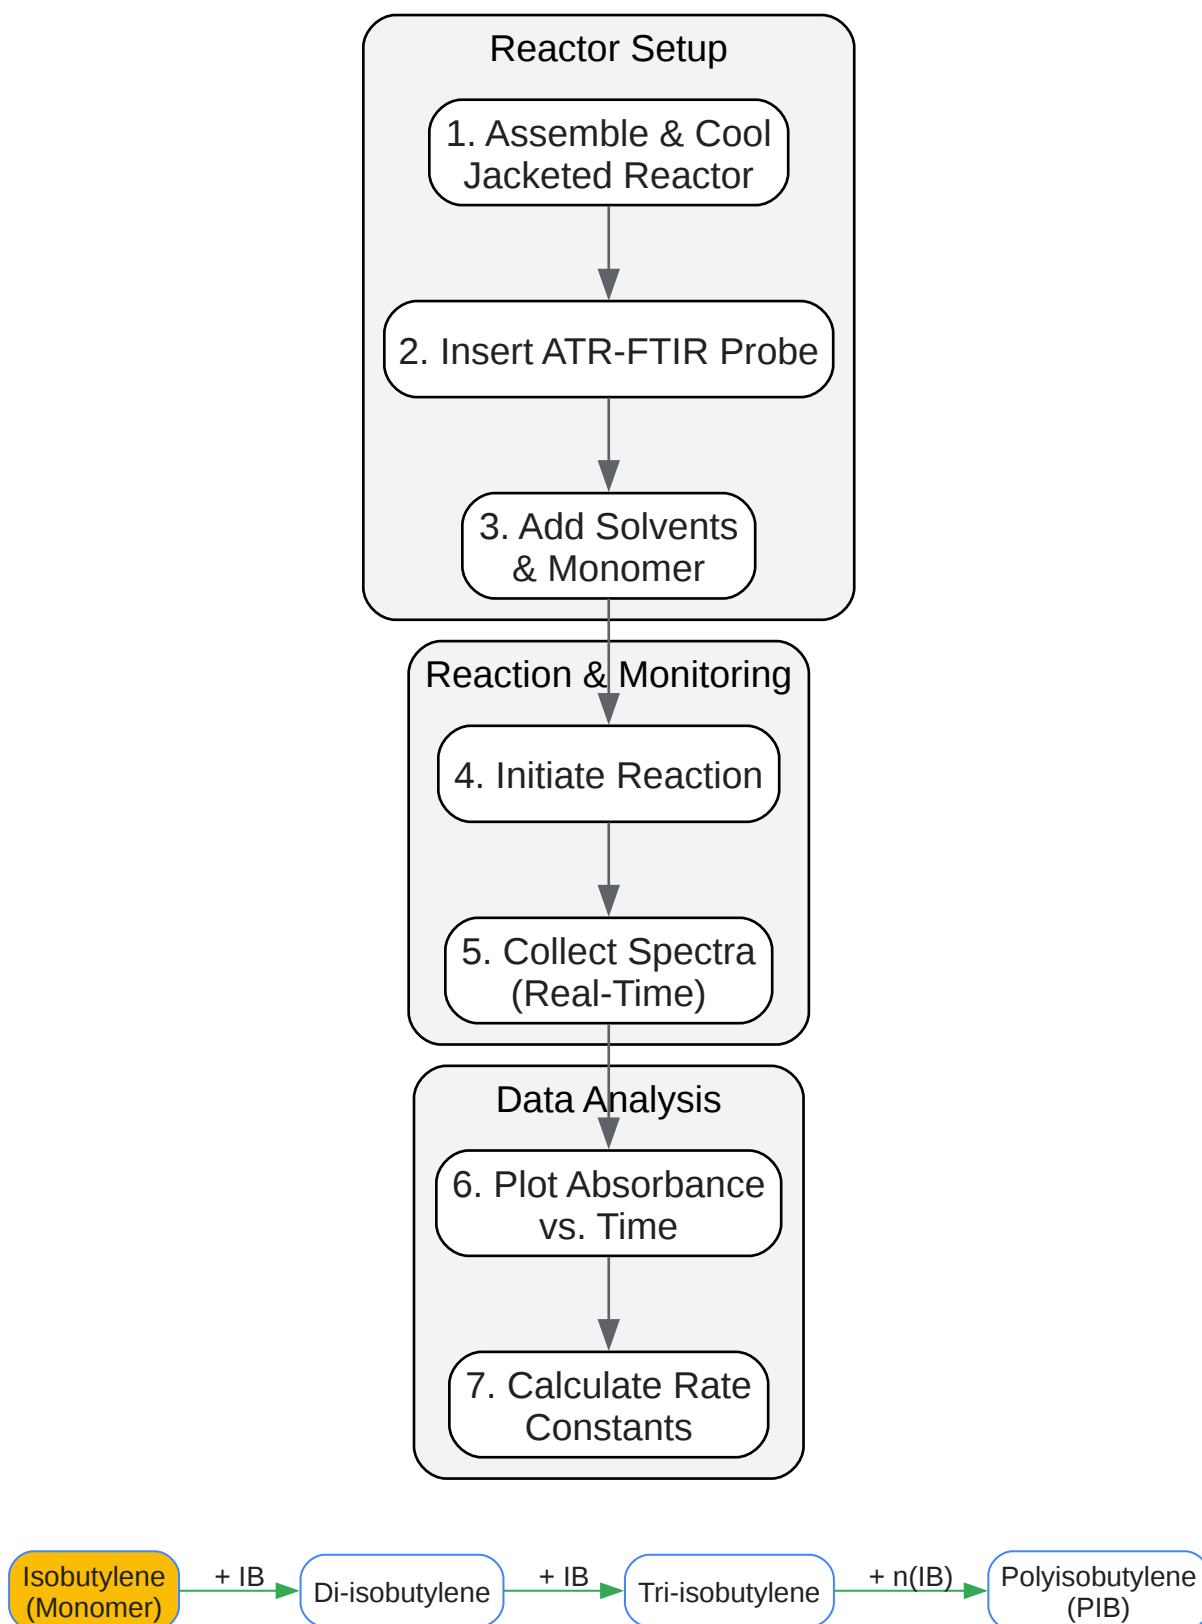 Reactor Setup
1. Assemble & Cool
Jacketed Reactor
2. Insert ATR-FTIR Probe
3. Add Solvents
& Monomer
Reaction & Monitoring
4. Initiate Reaction
5. Collect Spectra
(Real-Time)
Data Analysis
6. Plot Absorbance
vs. Time
7. Calculate Rate
Constants
Isobutylene
(Monomer)
+ IB
Di-isobutylene
+ IB
Tri-isobutylene
+ n(IB)
Polyisobutylene
(PIB)